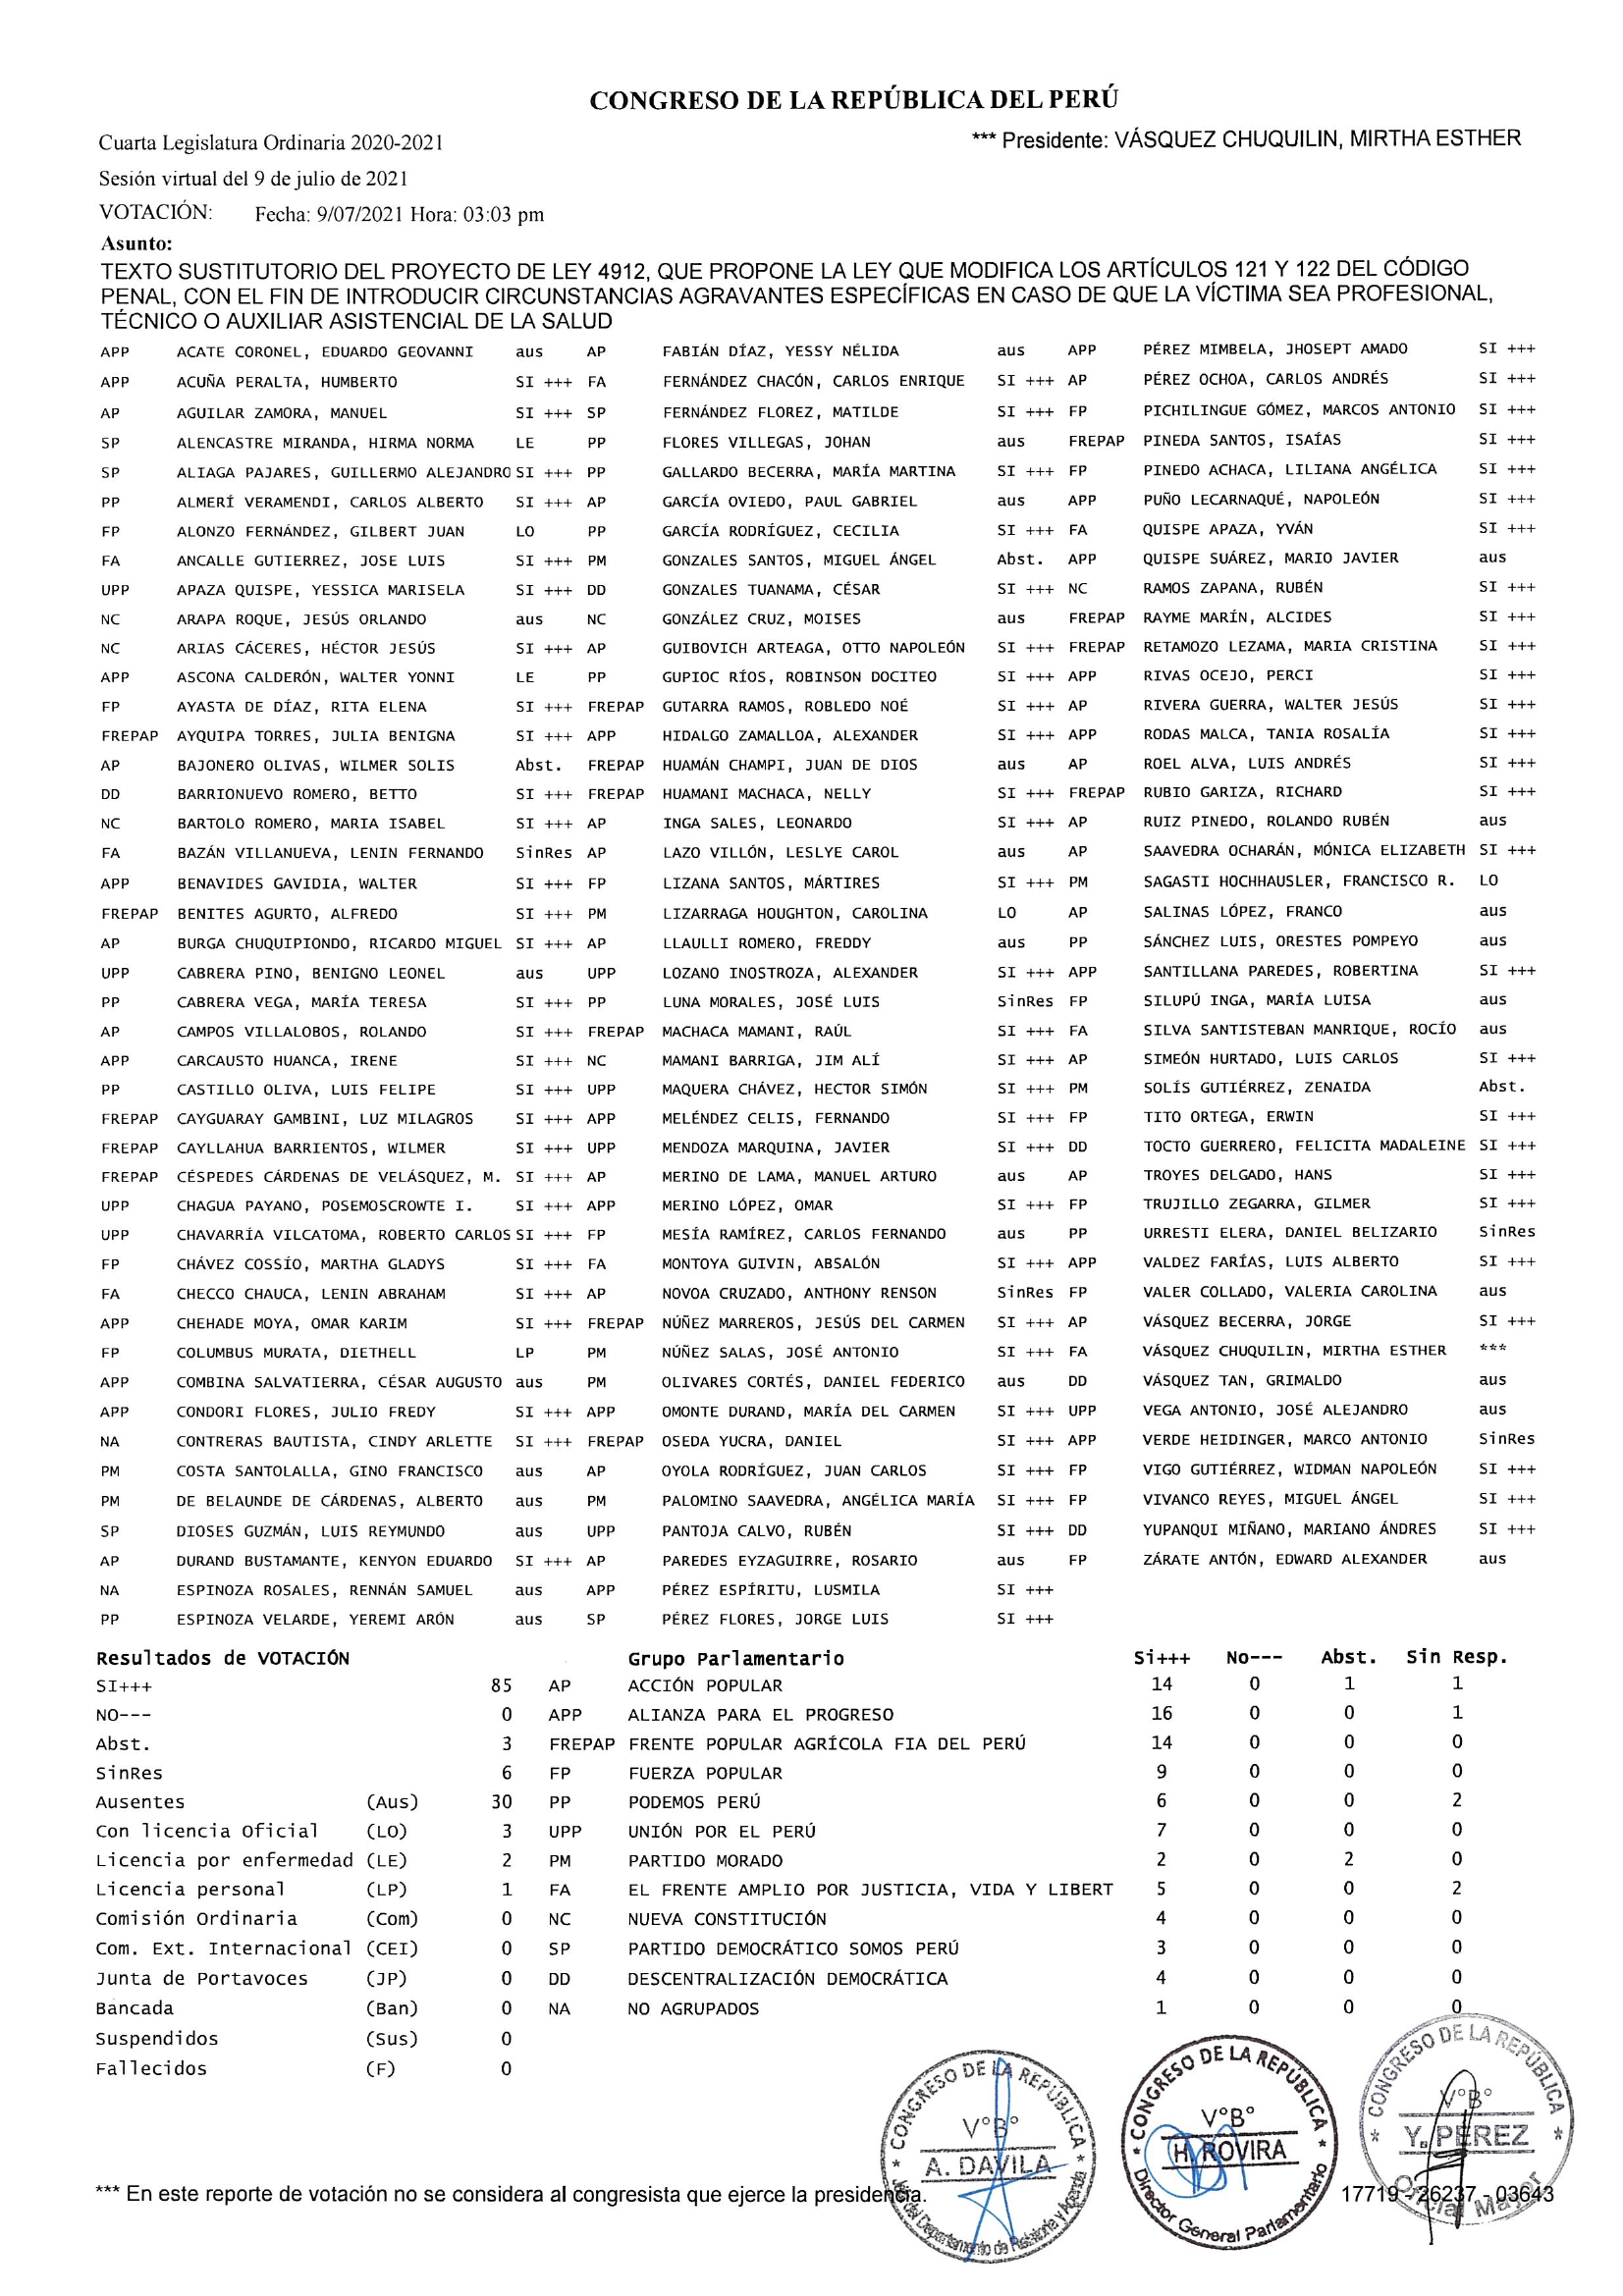 CONGRESO DE LA REPÚBLICA DEL PERÚ
Cuarta Legislatura Ordinaria 2020-2021
*** Presidente: VÁSQUEZ CHUQUILIN, MIRTHA ESTHER
Sesión virtual del 9 de julio de 2021
VOTACIÓN: Fecha: 9/07/2021 Hora: 03:03 pm
Asunto:
TEXTO SUSTITUTORIO DEL PROYECTO DE LEY 4912, QUE PROPONE LA LEY QUE MODIFICA LOS ARTÍCULOS 121 Y 122 DEL CÓDIGO
PENAL, CON EL FIN DE INTRODUCIR CIRCUNSTANCIAS AGRAVANTES ESPECÍFICAS EN CASO DE QUE LA VÍCTIMA SEA PROFESIONAL,
TÉCNICO O AUXILIAR ASISTENCIAL DE LA SALUD
APP ACATE CORONEL, EDUARDO GEOVANNI aus AP FABIÁN DÍAZ, YESSY NÉLIDA aus APP PÉREZ MIMBELA, JHOSEPT AMADO SI +++
APP ACUÑA PERALTA, HUMBERTO SI +++ FA FERNÁNDEZ CHACÓN, CARLOS ENRIQUE SI +++ AP PÉREZ OCHOA, CARLOS ANDRÉS SI +++
AP AGUILAR ZAMORA, MANUEL SI +++ SP FERNÁNDEZ FLOREZ, MATILDE SI +++ FP PICHILINGUE GÓMEZ, MARCOS ANTONIO SI +++
SP ALENCASTRE MIRANDA, HIRMA NORMA LE PP FLORES VILLEGAS, JOHAN aus FREPAP PINEDA SANTOS, ISAÍAS SI +++
SP ALIAGA PAJARES, GUILLERMO ALEJANDRO SI +++ PP GALLARDO BECERRA, MARÍA MARTINA SI +++ FP PINEDO ACHACA, LILIANA ANGÉLICA SI +++
PP ALMERÍ VERAMENDI, CARLOS ALBERTO SI +++ AP GARCÍA OVIEDO, PAUL GABRIEL aus APP PUÑO LECARNAQUÉ, NAPOLEÓN SI +++
FP ALONZO FERNÁNDEZ, GILBERT JUAN LO PP GARCÍA RODRÍGUEZ, CECILIA SI +++ FA QUISPE APAZA, YVÁN SI +++
FA ANCALLE GUTIERREZ, JOSE LUIS SI +++ PM GONZALES SANTOS, MIGUEL ÁNGEL Abst. APP QUISPE SUÁREZ, MARIO JAVIER aus
UPP APAZA QUISPE, YESSICA MARISELA SI +++ DD GONZALES TUANAMA, CÉSAR SI +++ NC RAMOS ZAPANA, RUBÉN SI +++
NC ARAPA ROQUE, JESÚS ORLANDO aus NC GONZÁLEZ CRUZ, MOISES aus FREPAP RAYME MARÍN, ALCIDES SI +++
NC ARIAS CÁCERES, HÉCTOR JESÚS SI +++ AP GUIBOVICH ARTEAGA, OTTO NAPOLEÓN SI +++ FREPAP RETAMOZO LEZAMA, MARIA CRISTINA SI +++
APP ASCONA CALDERÓN, WALTER YONNI LE PP GUPIOC RÍOS, ROBINSON DOCITEO SI +++ APP RIVAS OCEJO, PERCI SI +++
FP AYASTA DE DÍAZ, RITA ELENA SI +++ FREPAP GUTARRA RAMOS, ROBLEDO NOÉ SI +++ AP RIVERA GUERRA, WALTER JESÚS SI +++
FREPAP AYQUIPA TORRES, JULIA BENIGNA SI +++ APP HIDALGO ZAMALLOA, ALEXANDER SI +++ APP RODAS MALCA, TANIA ROSALÍA SI +++
AP BAJONERO OLIVAS, WILMER SOLIS Abst. FREPAP HUAMÁN CHAMPI, JUAN DE DIOS aus AP ROEL ALVA, LUIS ANDRÉS SI +++
DD BARRIONUEVO ROMERO, BETTO SI +++ FREPAP HUAMANI MACHACA, NELLY SI +++ FREPAP RUBIO GARIZA, RICHARD SI +++
NC BARTOLO ROMERO, MARIA ISABEL SI +++ AP INGA SALES, LEONARDO SI +++ AP RUIZ PINEDO, ROLANDO RUBÉN aus
FA BAZÁN VILLANUEVA, LENIN FERNANDO SinRes AP LAZO VILLÓN, LESLYE CAROL aus AP SAAVEDRA OCHARÁN, MÓNICA ELIZABETH SI +++
APP BENAVIDES GAVIDIA, WALTER SI +++ FP LIZANA SANTOS, MÁRTIRES SI +++ PM SAGASTI HOCHHAUSLER, FRANCISCO R. LO
FREPAP BENITES AGURTO, ALFREDO SI +++ PM LIZARRAGA HOUGHTON, CAROLINA LO AP SALINAS LÓPEZ, FRANCO aus
AP BURGA CHUQUIPIONDO, RICARDO MIGUEL SI +++ AP LLAULLI ROMERO, FREDDY aus PP SÁNCHEZ LUIS, ORESTES POMPEYO aus
UPP CABRERA PINO, BENIGNO LEONEL aus UPP LOZANO INOSTROZA, ALEXANDER SI +++ APP SANTILLANA PAREDES, ROBERTINA SI +++
PP CABRERA VEGA, MARÍA TERESA SI +++ PP LUNA MORALES, JOSÉ LUIS SinRes FP SILUPÚ INGA, MARÍA LUISA aus
AP CAMPOS VILLALOBOS, ROLANDO SI +++ FREPAP MACHACA MAMANI, RAÚL SI +++ FA SILVA SANTISTEBAN MANRIQUE, ROCÍO aus
APP CARCAUSTO HUANCA, IRENE SI +++ NC MAMANI BARRIGA, JIM ALÍ SI +++ AP SIMEÓN HURTADO, LUIS CARLOS SI +++
PP CASTILLO OLIVA, LUIS FELIPE SI +++ UPP MAQUERA CHÁVEZ, HECTOR SIMÓN SI +++ PM SOLÍS GUTIÉRREZ, ZENAIDA Abst.
FREPAP CAYGUARAY GAMBINI, LUZ MILAGROS SI +++ APP MELÉNDEZ CELIS, FERNANDO SI +++ FP TITO ORTEGA, ERWIN SI +++
FREPAP CAYLLAHUA BARRIENTOS, WILMER SI +++ UPP MENDOZA MARQUINA, JAVIER SI +++ DD TOCTO GUERRERO, FELICITA MADALEINE SI +++
FREPAP CÉSPEDES CÁRDENAS DE VELÁSQUEZ, M. SI +++ AP MERINO DE LAMA, MANUEL ARTURO aus AP TROYES DELGADO, HANS SI +++
UPP CHAGUA PAYANO, POSEMOSCROWTE I. SI +++ APP MERINO LÓPEZ, OMAR SI +++ FP TRUJILLO ZEGARRA, GILMER SI +++
UPP CHAVARRÍA VILCATOMA, ROBERTO CARLOS SI +++ FP MESÍA RAMÍREZ, CARLOS FERNANDO aus PP URRESTI ELERA, DANIEL BELIZARIO SinRes
FP CHÁVEZ COSSÍO, MARTHA GLADYS SI +++ FA MONTOYA GUIVIN, ABSALÓN SI +++ APP VALDEZ FARÍAS, LUIS ALBERTO SI +++
FA CHECCO CHAUCA, LENIN ABRAHAM SI +++ AP NOVOA CRUZADO, ANTHONY RENSON SinRes FP VALER COLLADO, VALERIA CAROLINA aus
APP CHEHADE MOYA, OMAR KARIM SI +++ FREPAP NÚÑEZ MARREROS, JESÚS DEL CARMEN SI +++ AP VÁSQUEZ BECERRA, JORGE SI +++
FP COLUMBUS MURATA, DIETHELL LP PM NÚÑEZ SALAS, JOSÉ ANTONIO SI +++ FA VÁSQUEZ CHUQUILIN, MIRTHA ESTHER ***
APP COMBINA SALVATIERRA, CÉSAR AUGUSTO aus PM OLIVARES CORTÉS, DANIEL FEDERICO aus DD VÁSQUEZ TAN, GRIMALDO aus
APP CONDORI FLORES, JULIO FREDY SI +++ APP OMONTE DURAND, MARÍA DEL CARMEN SI +++ UPP VEGA ANTONIO, JOSÉ ALEJANDRO aus
NA CONTRERAS BAUTISTA, CINDY ARLETTE SI +++ FREPAP OSEDA YUCRA, DANIEL SI +++ APP VERDE HEIDINGER, MARCO ANTONIO SinRes
PM COSTA SANTOLALLA, GINO FRANCISCO aus AP OYOLA RODRÍGUEZ, JUAN CARLOS SI +++ FP VIGO GUTIÉRREZ, WIDMAN NAPOLEÓN SI +++
PM DE BELAUNDE DE CÁRDENAS, ALBERTO aus PM PALOMINO SAAVEDRA, ANGÉLICA MARÍA SI +++ FP VIVANCO REYES, MIGUEL ÁNGEL SI +++
SP DIOSES GUZMÁN, LUIS REYMUNDO aus UPP PANTOJA CALVO, RUBÉN SI +++ DD YUPANQUI MIÑANO, MARIANO ÁNDRES SI +++
AP DURAND BUSTAMANTE, KENYON EDUARDO SI +++ AP PAREDES EYZAGUIRRE, ROSARIO aus FP ZÁRATE ANTÓN, EDWARD ALEXANDER aus
NA ESPINOZA ROSALES, RENNÁN SAMUEL aus APP PÉREZ ESPÍRITU, LUSMILA SI +++
PP ESPINOZA VELARDE, YEREMI ARÓN aus SP PÉREZ FLORES, JORGE LUIS SI +++
Resultados de VOTACIÓN Grupo Parlamentario Si+++ No--- Abst. Sin Resp.
SI+++ 85 AP ACCIÓN POPULAR 14 0 1 1
NO--- 0 APP ALIANZA PARA EL PROGRESO 16 0 0 1
Abst. 3 FREPAP FRENTE POPULAR AGRÍCOLA FIA DEL PERÚ 14 0 0 0
SinRes 6 FP FUERZA POPULAR 9 0 0 0
Ausentes (Aus) 30 PP PODEMOS PERÚ 6 0 0 2
Con licencia Oficial (LO) 3 UPP UNIÓN POR EL PERÚ 7 0 0 0
Licencia por enfermedad (LE) 2 PM PARTIDO MORADO 2 0 2 0
Licencia personal (LP) 1 FA EL FRENTE AMPLIO POR JUSTICIA, VIDA Y LIBERT 5 0 0 2
Comisión Ordinaria (Com) 0 NC NUEVA CONSTITUCIÓN 4 0 0 0
Com. Ext. Internacional (CEI) 0 SP PARTIDO DEMOCRÁTICO SOMOS PERÚ 3 0 0 0
Junta de Portavoces (JP) 0 DD DESCENTRALIZACIÓN DEMOCRÁTICA 4 0 0 0
Bancada (Ban) 0 NA NO AGRUPADOS 1 0 0 0
Suspendidos (Sus) 0
Fallecidos (F) 0
* CONGRESO DE LA REPÚBLICA *
V°B°
A. DAVILA
Jefe del Departamento de Relatoría y Agenda
* CONGRESO DE LA REPÚBLICA *
V°B°
H. ROVIRA
Director General Parlamentario
* CONGRESO DE LA REPÚBLICA *
V°B°
Y. PÉREZ
Oficial Mayor
*** En este reporte de votación no se considera al congresista que ejerce la presidencia.
17719 - 26237 - 03643